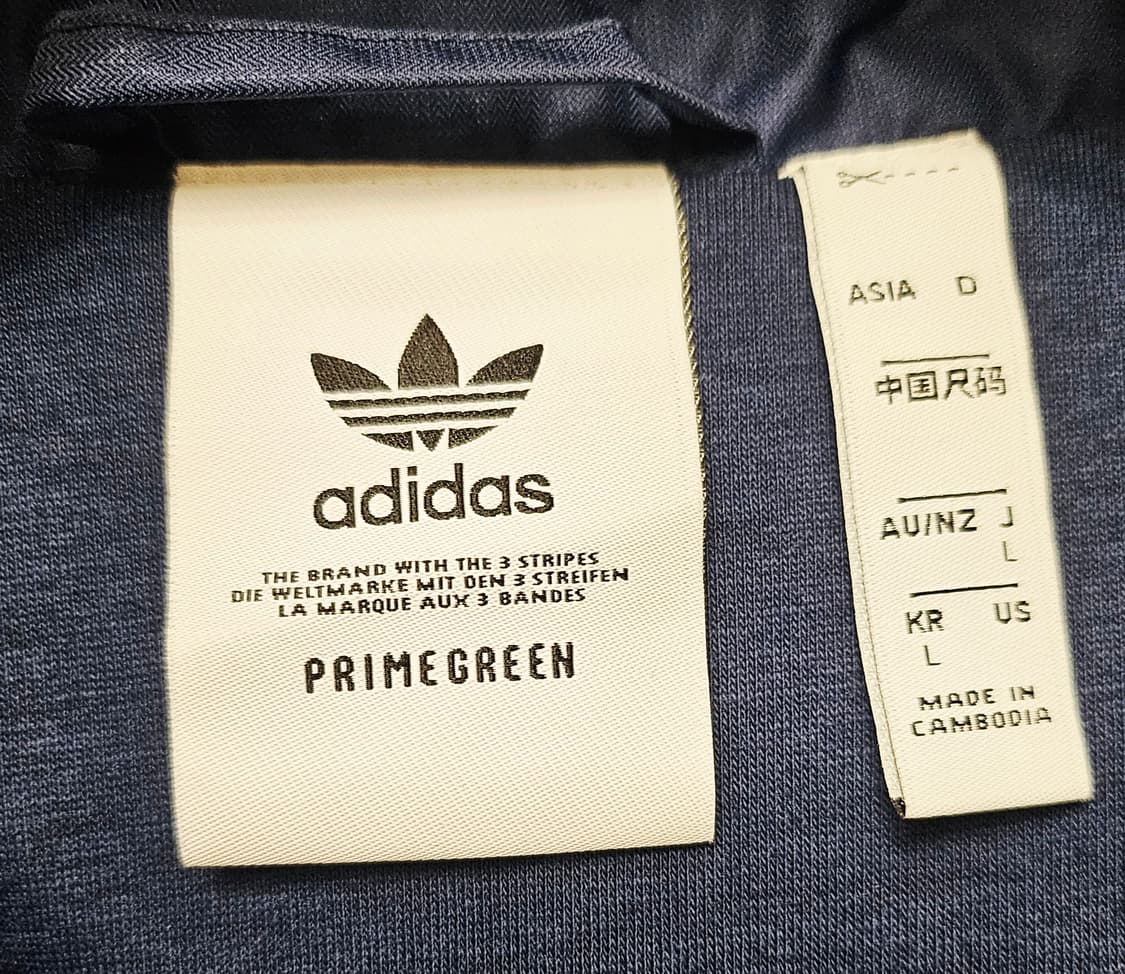 adidas
THE BRAND WITH THE 3 STRIPES
DIE WELTMARKE MIT DEN 3 STREIFEN
LA MARQUE AUX 3 BANDES
PRIMEGREEN
ASIA D
中国尺码
AU/NZ J
L
KR US
L
MADE IN
CAMBODIA